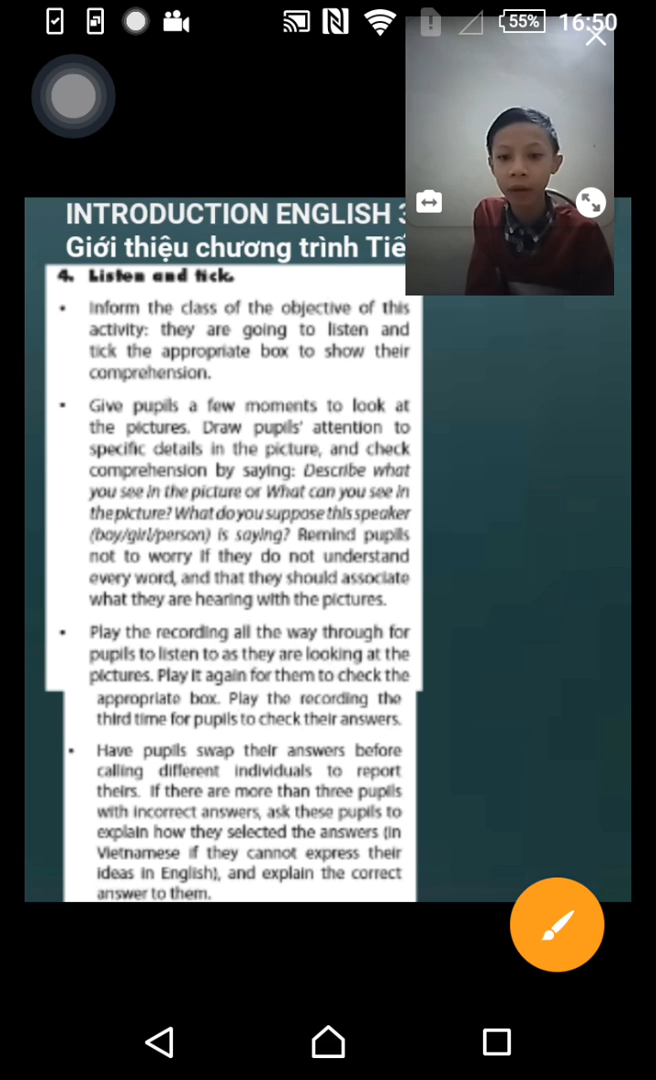 55%
16:50
INTRODUCTION ENGLISH
Giới thiệu chương trình
4. Listen and tick.
• Inform the class of the objective of this
activity: they are going to listen and
tick the appropriate box to show their
comprehension.
• Give pupils a few moments to look at
the pictures. Draw pupils' attention to
specific details in the picture, and check
comprehension by saying: Describe what
you see in the picture or What can you see in
the picture? What do you suppose this speaker
(boy/girl/person) is saying? Remind pupils
not to worry if they do not understand
every word, and that they should associate
what they are hearing with the pictures.
• Play the recording all the way through for
pupils to listen to as they are looking at the
pictures. Play it again for them to check the
appropriate box. Play the recording the
third time for pupils to check their answers.
• Have pupils swap their answers before
calling different individuals to report
theirs. If there are more than three pupils
with incorrect answers, ask these pupils to
explain how they selected the answers (in
Vietnamese if they cannot express their
ideas in English), and explain the correct
answer to them.